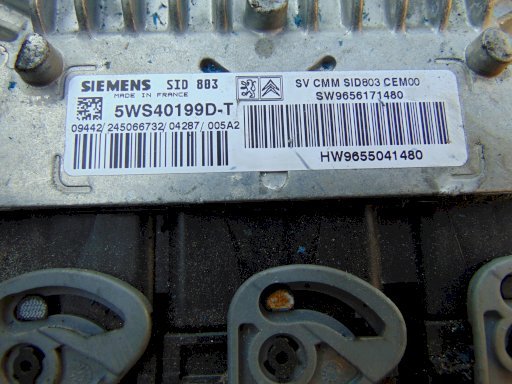 SIEMENS SID 803
MADE IN FRANCE
5WS40199D-T
09442/245066732/04287/005A2
SV CMM SID803 CEM00
SW9656171480
HW9655041480